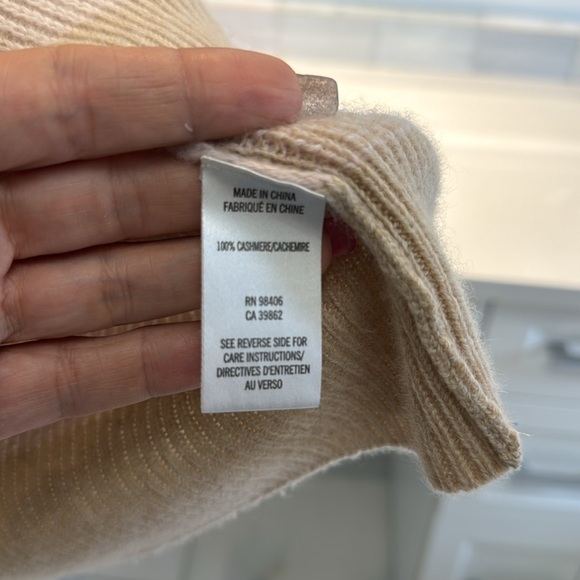 MADE IN CHINA
FABRIQUÉ EN CHINE
100% CASHMERE/CACHEMIRE
RN 98406
CA 39862
SEE REVERSE SIDE FOR
CARE INSTRUCTIONS/
DIRECTIVES D'ENTRETIEN
AU VERSO